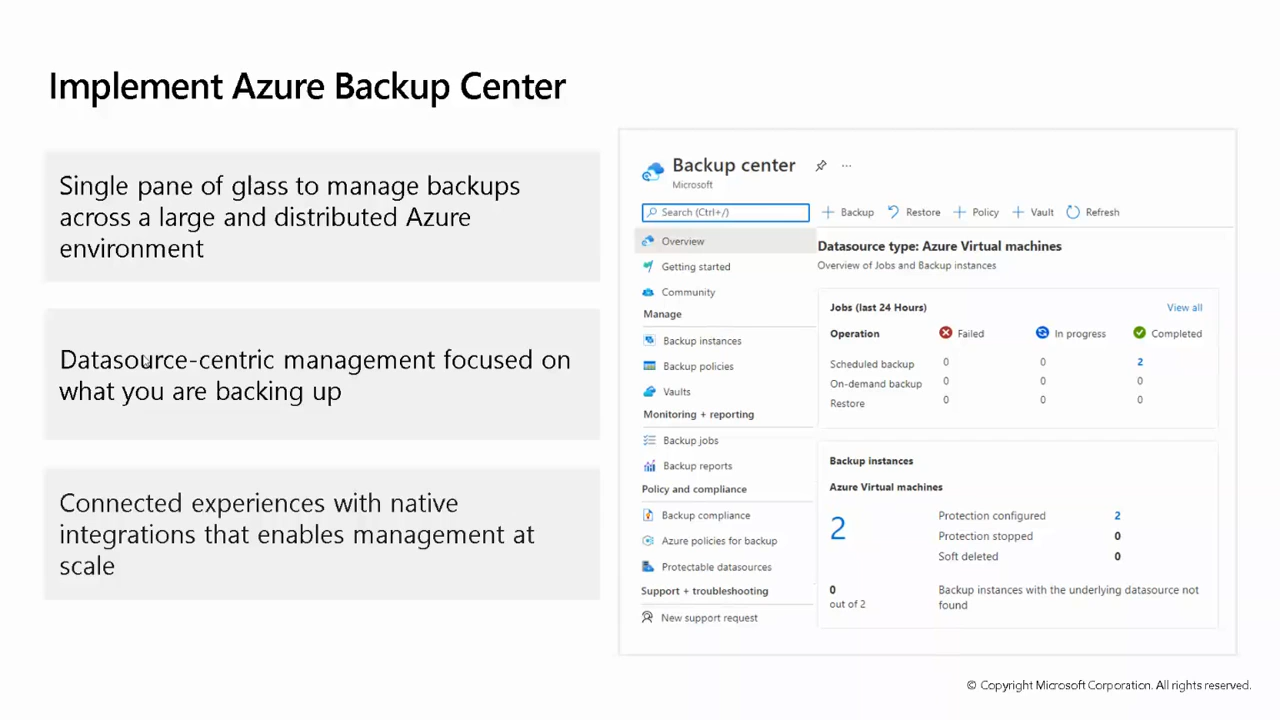 Implement Azure Backup Center
Single pane of glass to manage backups
across a large and distributed Azure
environment
Datasource-centric management focused on
what you are backing up
Connected experiences with native
integrations that enables management at
scale
Backup center
...
Microsoft
Search (Ctrl+/)
Backup Restore Policy Vault Refresh
Overview
Getting started
Community
Manage
Backup instances
Backup policies
Vaults
Monitoring + reporting
Backup jobs
Backup reports
Policy and compliance
Backup compliance
Azure policies for backup
Protectable datasources
Support + troubleshooting
New support request
Datasource type: Azure Virtual machines
Overview of Jobs and Backup instances
Jobs (last 24 Hours) View all
Operation Failed In progress Completed
Scheduled backup 0 0 2
On-demand backup 0 0 0
Restore 0 0 0
Backup instances
Azure Virtual machines
2
Protection configured 2
Protection stopped 0
Soft deleted 0
0
out of 2
Backup instances with the underlying datasource not
found
© Copyright Microsoft Corporation. All rights reserved.